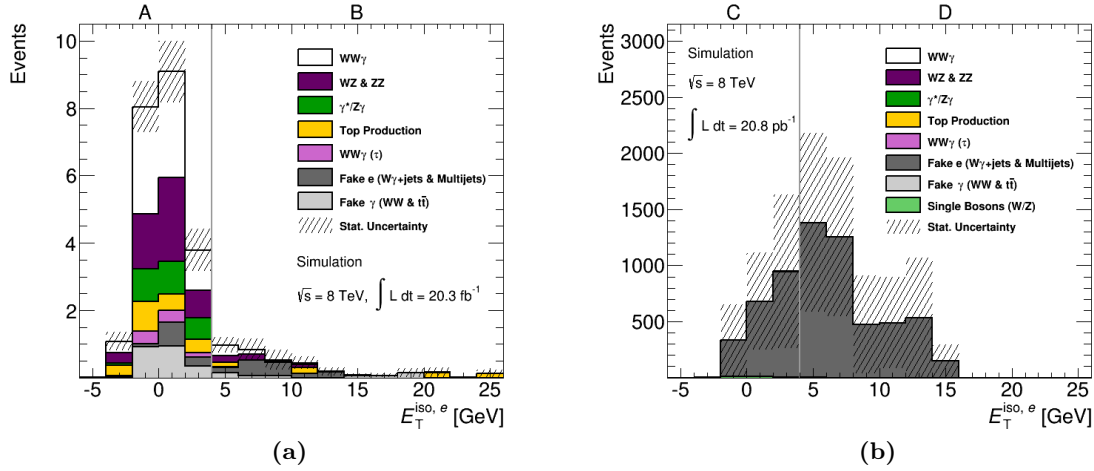 A B
Events
10
8
6
4
2
WWγ
WZ & ZZ
γ*/Zγ
Top Production
WWγ (τ)
Fake e (Wγ+jets & Multijets)
Fake γ (WW & tt̄)
Stat. Uncertainty
Simulation
√s = 8 TeV, ∫ L dt = 20.3 fb⁻¹
-5 0 5 10 15 20 25
E_T^{iso, e} [GeV]
(a)
C D
Events
3000
2500
2000
1500
1000
500
Simulation
√s = 8 TeV
∫ L dt = 20.8 pb⁻¹
WWγ
WZ & ZZ
γ*/Zγ
Top Production
WWγ (τ)
Fake e (Wγ+jets & Multijets)
Fake γ (WW & tt̄)
Single Bosons (W/Z)
Stat. Uncertainty
-5 0 5 10 15 20 25
E_T^{iso, e} [GeV]
(b)